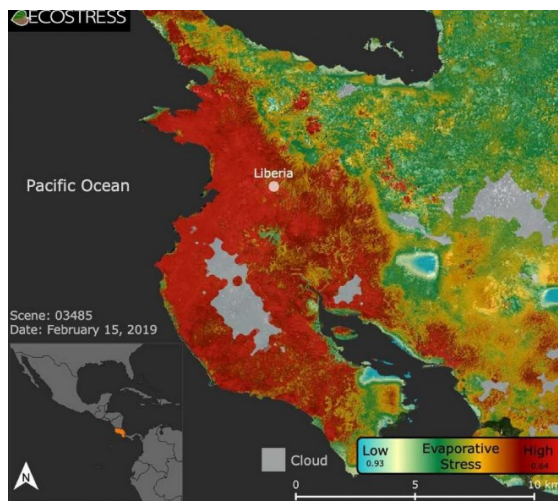 ECOSTRESS
Liberia
Pacific Ocean
Scene: 03485
Date: February 15, 2019
N
Cloud
Low
0.93
Evaporative
Stress
High
0.64
0
5
10 km